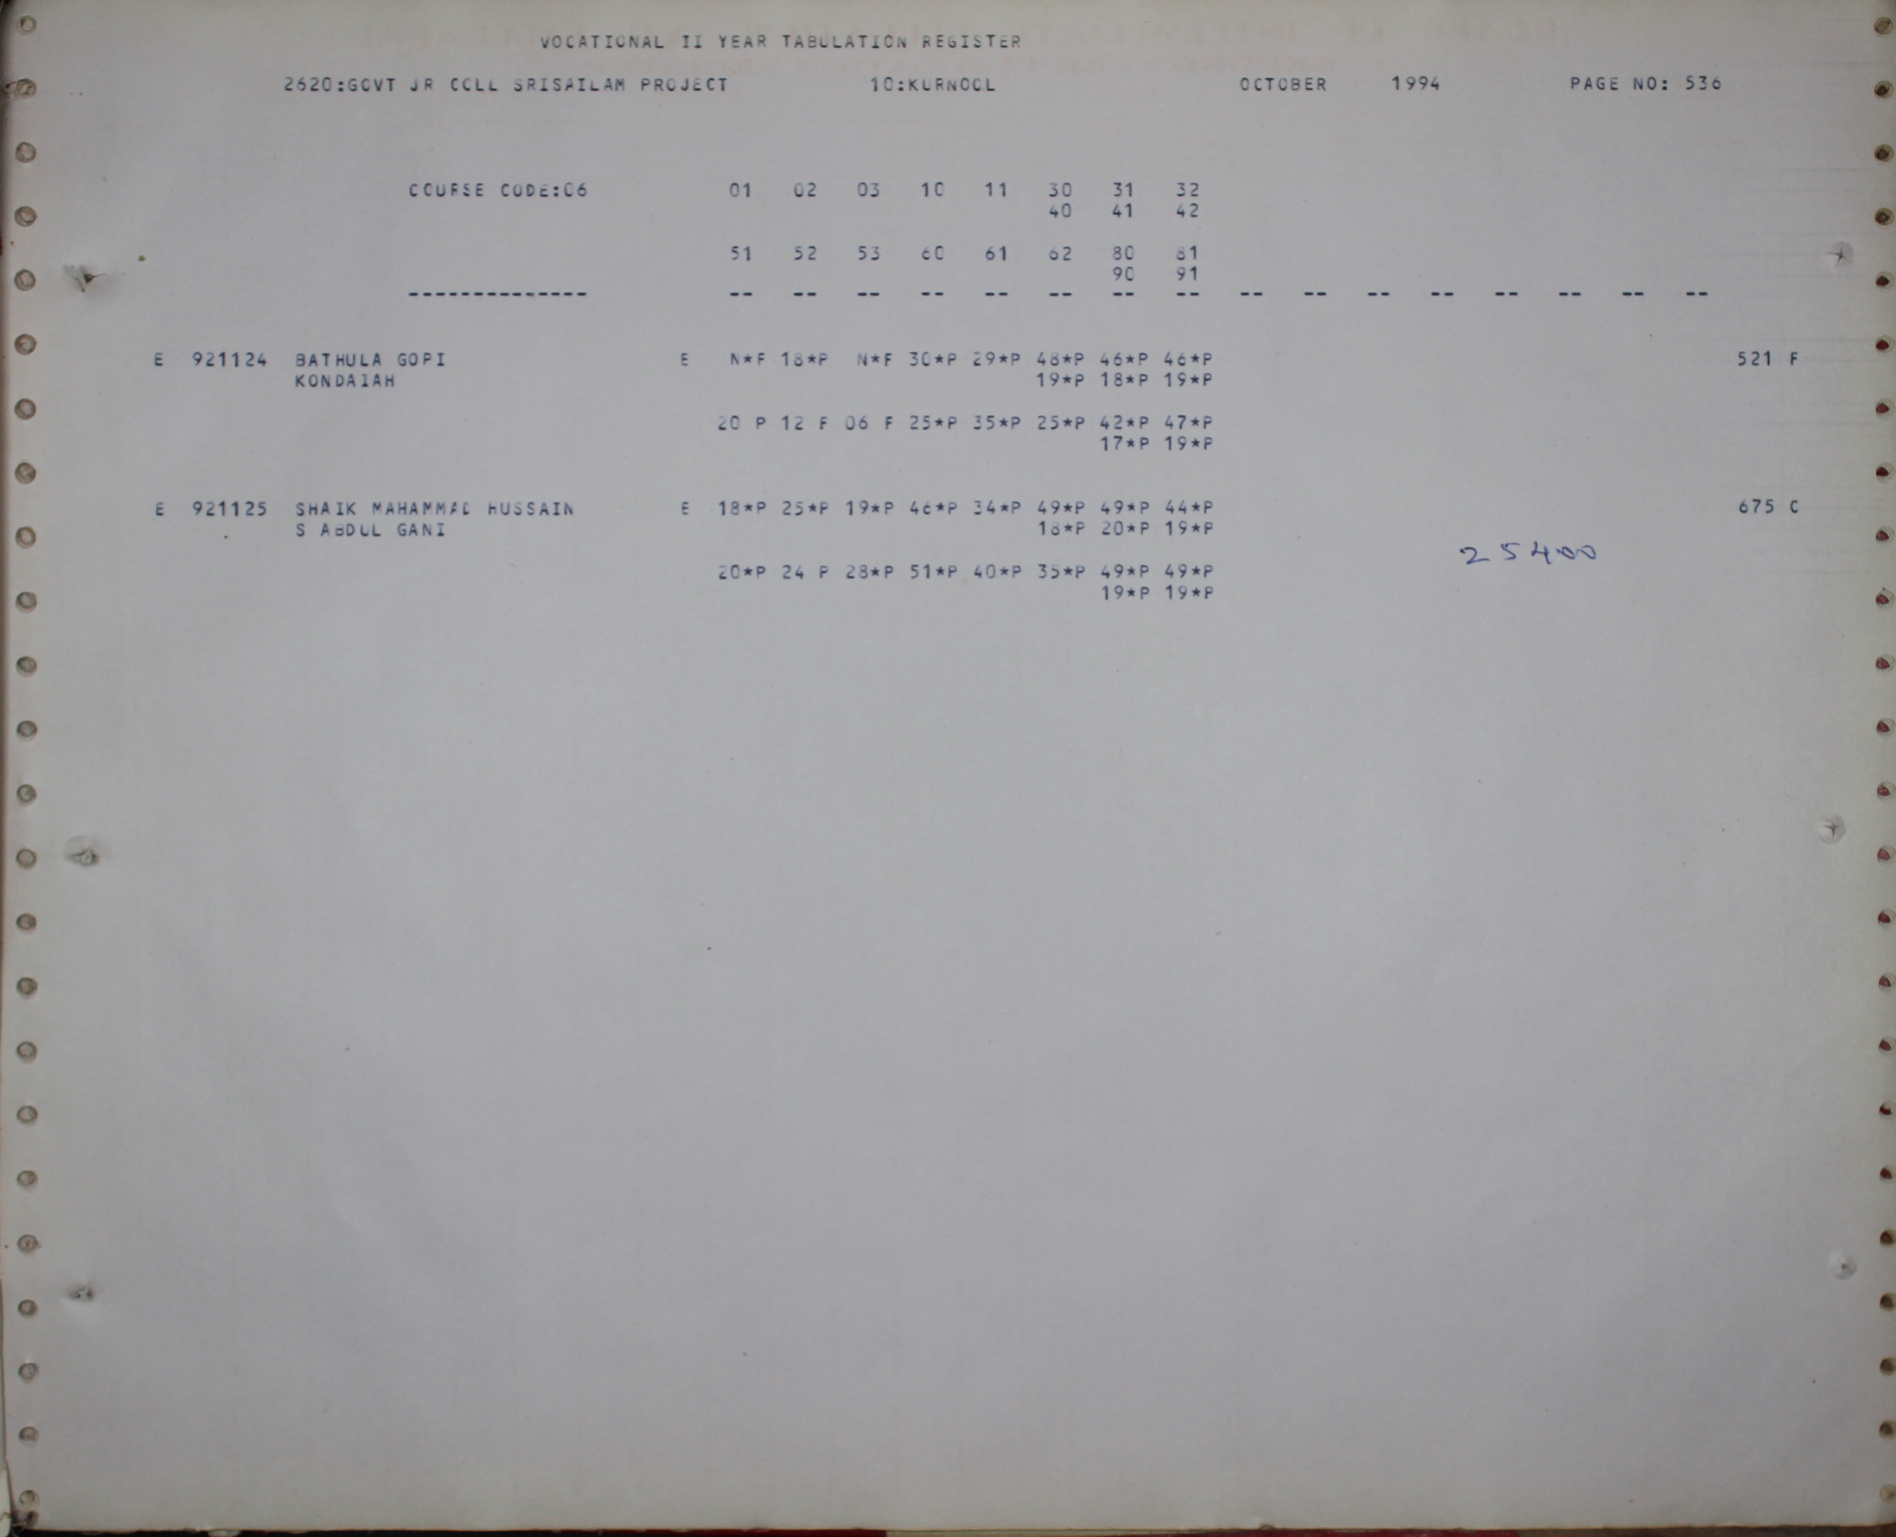 VOCATIONAL II YEAR TABULATION REGISTER
2620:GOVT JR COLL SRISAILAM PROJECT 10:KURNOOL OCTOBER 1994 PAGE NO: 536
COURSE CODE:06 01 02 03 10 11 30 31 32
40 41 42
51 52 53 60 61 62 80 81
90 91
-------------- -- -- -- -- -- -- -- -- -- -- -- -- -- -- -- --
E 921124 BATHULA GOPI E N*F 18*P N*F 30*P 29*P 48*P 46*P 46*P 521 F
KONDAIAH 19*P 18*P 19*P
20 P 12 F 06 F 25*P 35*P 25*P 42*P 47*P
17*P 19*P
E 921125 SHAIK MAHAMMAD HUSSAIN E 18*P 25*P 19*P 46*P 34*P 49*P 49*P 44*P 675 C
S ABDUL GANI 18*P 20*P 19*P
25400
20*P 24 P 28*P 51*P 40*P 35*P 49*P 49*P
19*P 19*P